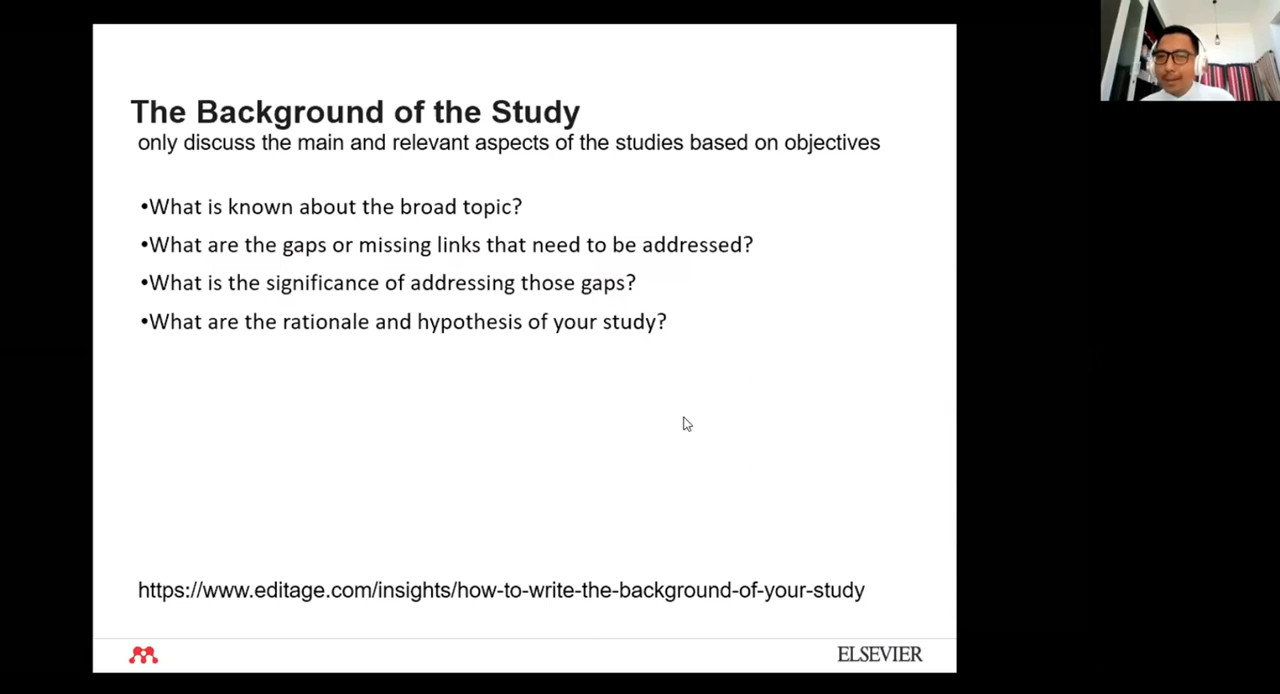 The Background of the Study
only discuss the main and relevant aspects of the studies based on objectives
•What is known about the broad topic?
•What are the gaps or missing links that need to be addressed?
•What is the significance of addressing those gaps?
•What are the rationale and hypothesis of your study?
https://www.editage.com/insights/how-to-write-the-background-of-your-study
ELSEVIER